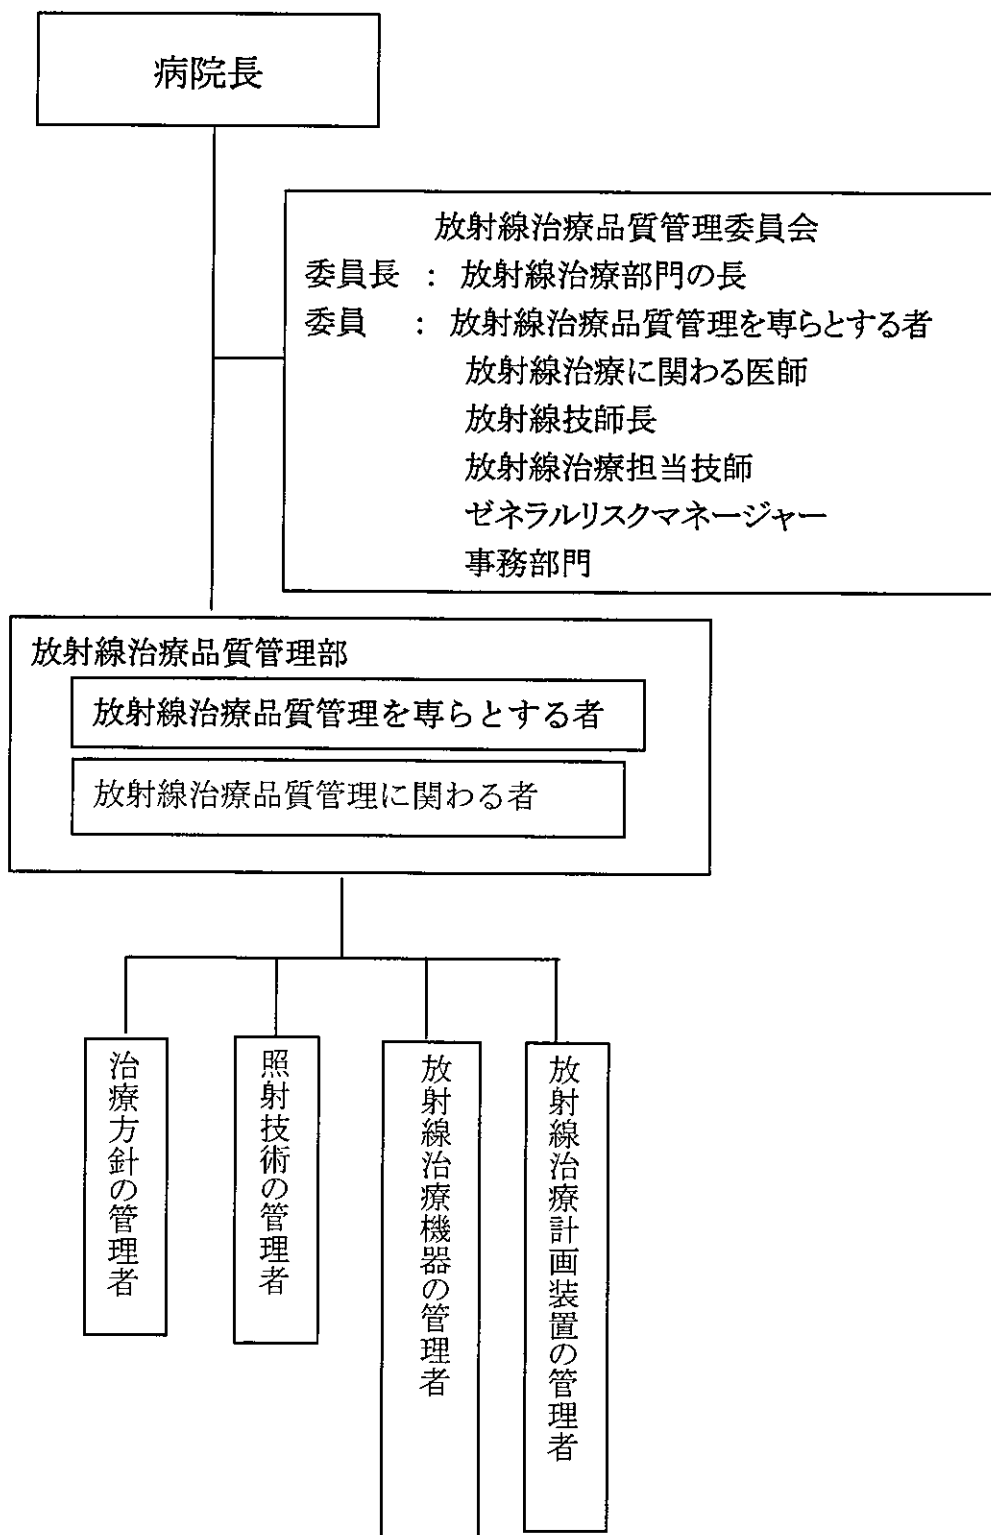 病院長
放射線治療品質管理委員会
委員長 : 放射線治療部門の長
委員 : 放射線治療品質管理を専らとする者
放射線治療に関わる医師
放射線技師長
放射線治療担当技師
ゼネラルリスクマネージャー
事務部門
放射線治療品質管理部
放射線治療品質管理を専らとする者
放射線治療品質管理に関わる者
治療方針の管理者
照射技術の管理者
放射線治療機器の管理者
放射線治療計画装置の管理者